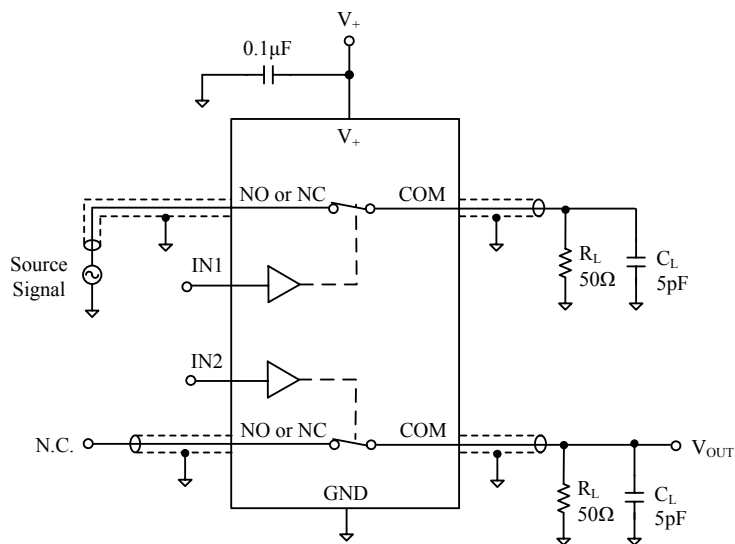 V+
0.1μF
V+
NO or NC
COM
Source
Signal
RL
50Ω
CL
5pF
IN1
IN2
N.C.
NO or NC
COM
VOUT
GND
RL
50Ω
CL
5pF